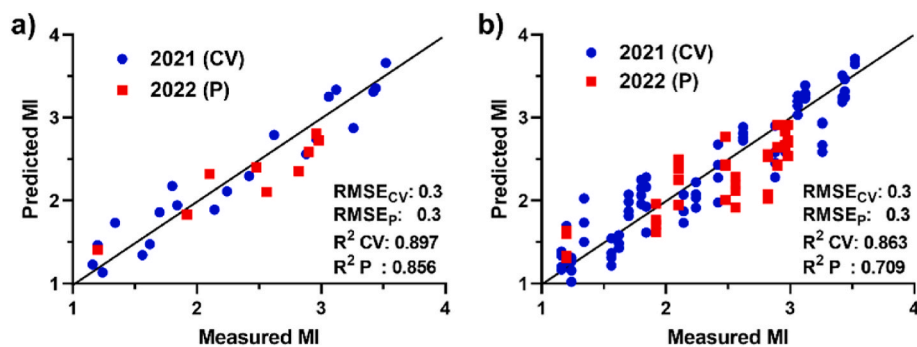 a)
2021 (CV)
2022 (P)
Predicted MI
4
3
2
1
RMSE_CV: 0.3
RMSE_P: 0.3
R² CV: 0.897
R² P : 0.856
1 2 3 4
Measured MI
b)
2021 (CV)
2022 (P)
Predicted MI
4
3
2
1
RMSE_CV: 0.3
RMSE_P: 0.3
R² CV: 0.863
R² P : 0.709
1 2 3 4
Measured MI